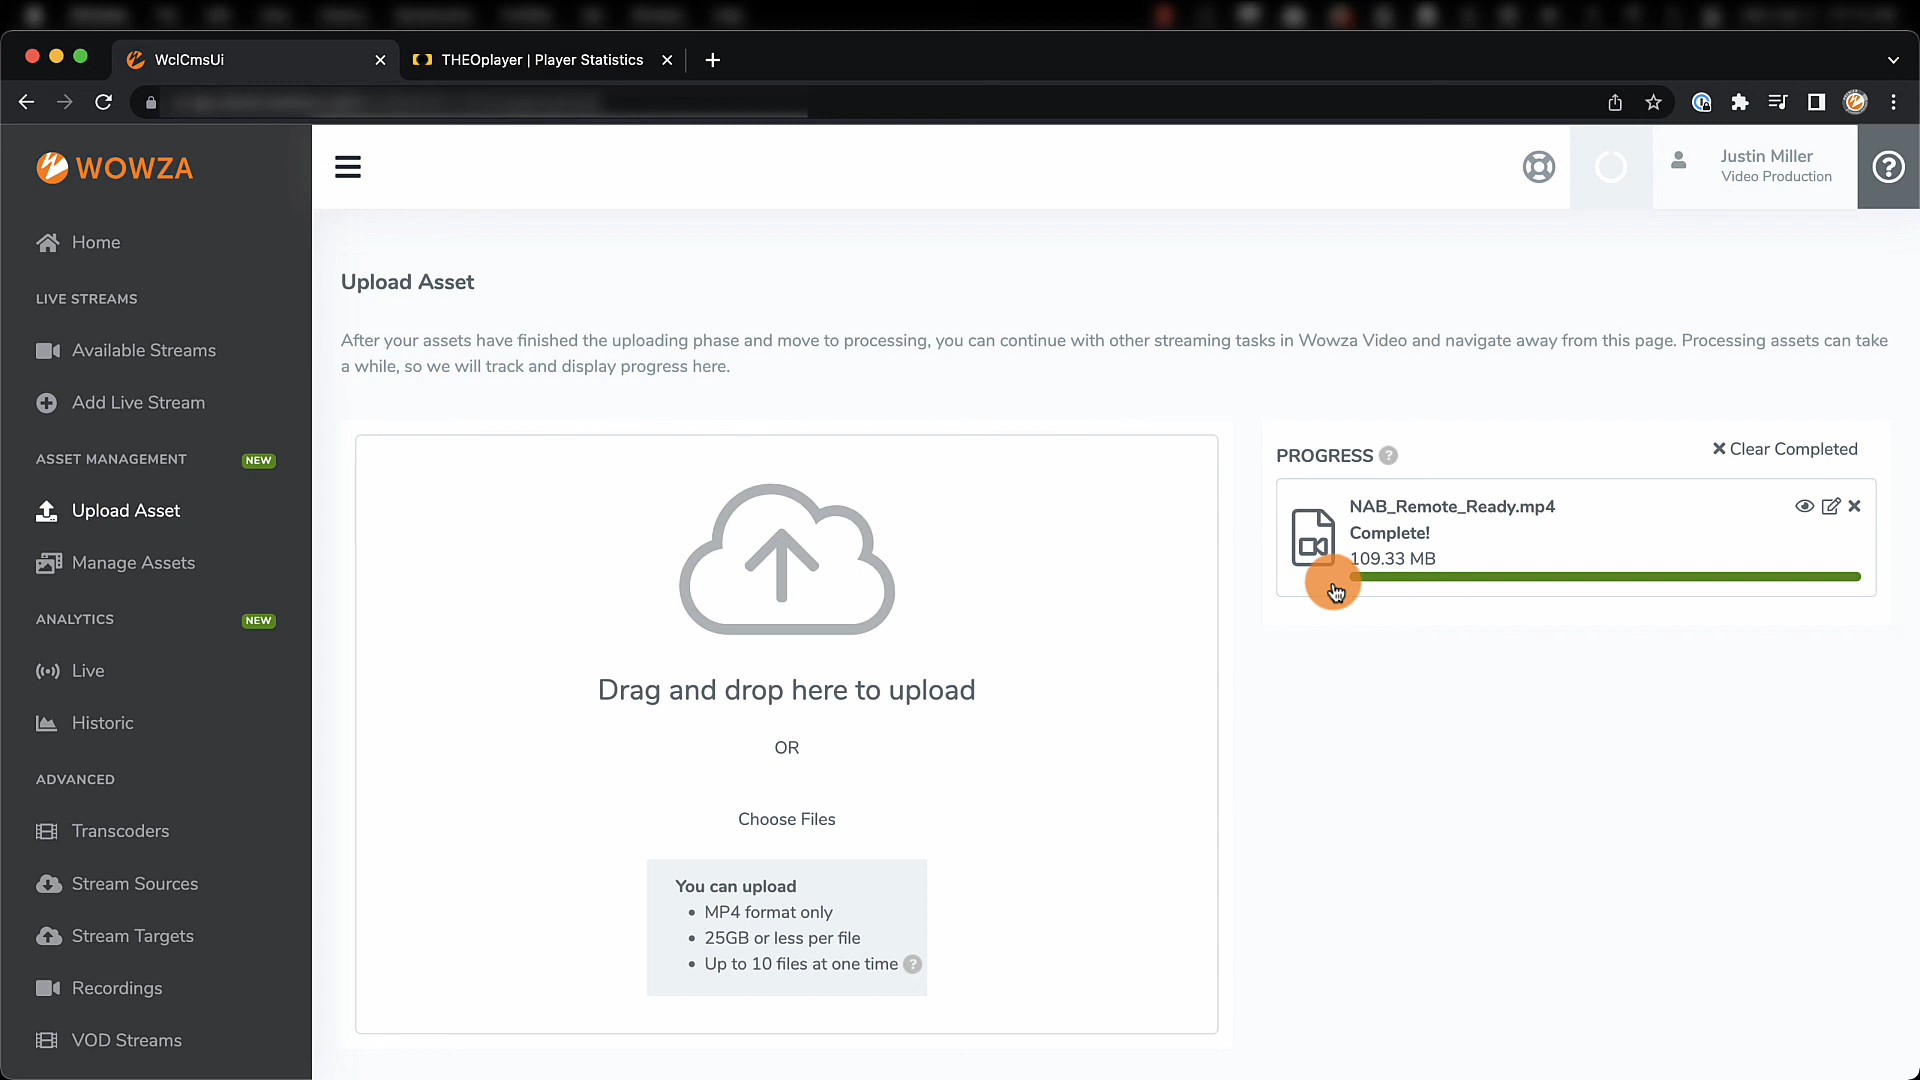 WclCmsUi
THEOplayer | Player Statistics
WOWZA
Justin Miller
Video Production
Home
LIVE STREAMS
Available Streams
Add Live Stream
ASSET MANAGEMENT
NEW
Upload Asset
Manage Assets
ANALYTICS
NEW
Live
Historic
ADVANCED
Transcoders
Stream Sources
Stream Targets
Recordings
VOD Streams
Upload Asset
After your assets have finished the uploading phase and move to processing, you can continue with other streaming tasks in Wowza Video and navigate away from this page. Processing assets can take
a while, so we will track and display progress here.
Drag and drop here to upload
OR
Choose Files
You can upload
• MP4 format only
• 25GB or less per file
• Up to 10 files at one time ?
PROGRESS ?
Clear Completed
NAB_Remote_Ready.mp4
Complete!
109.33 MB